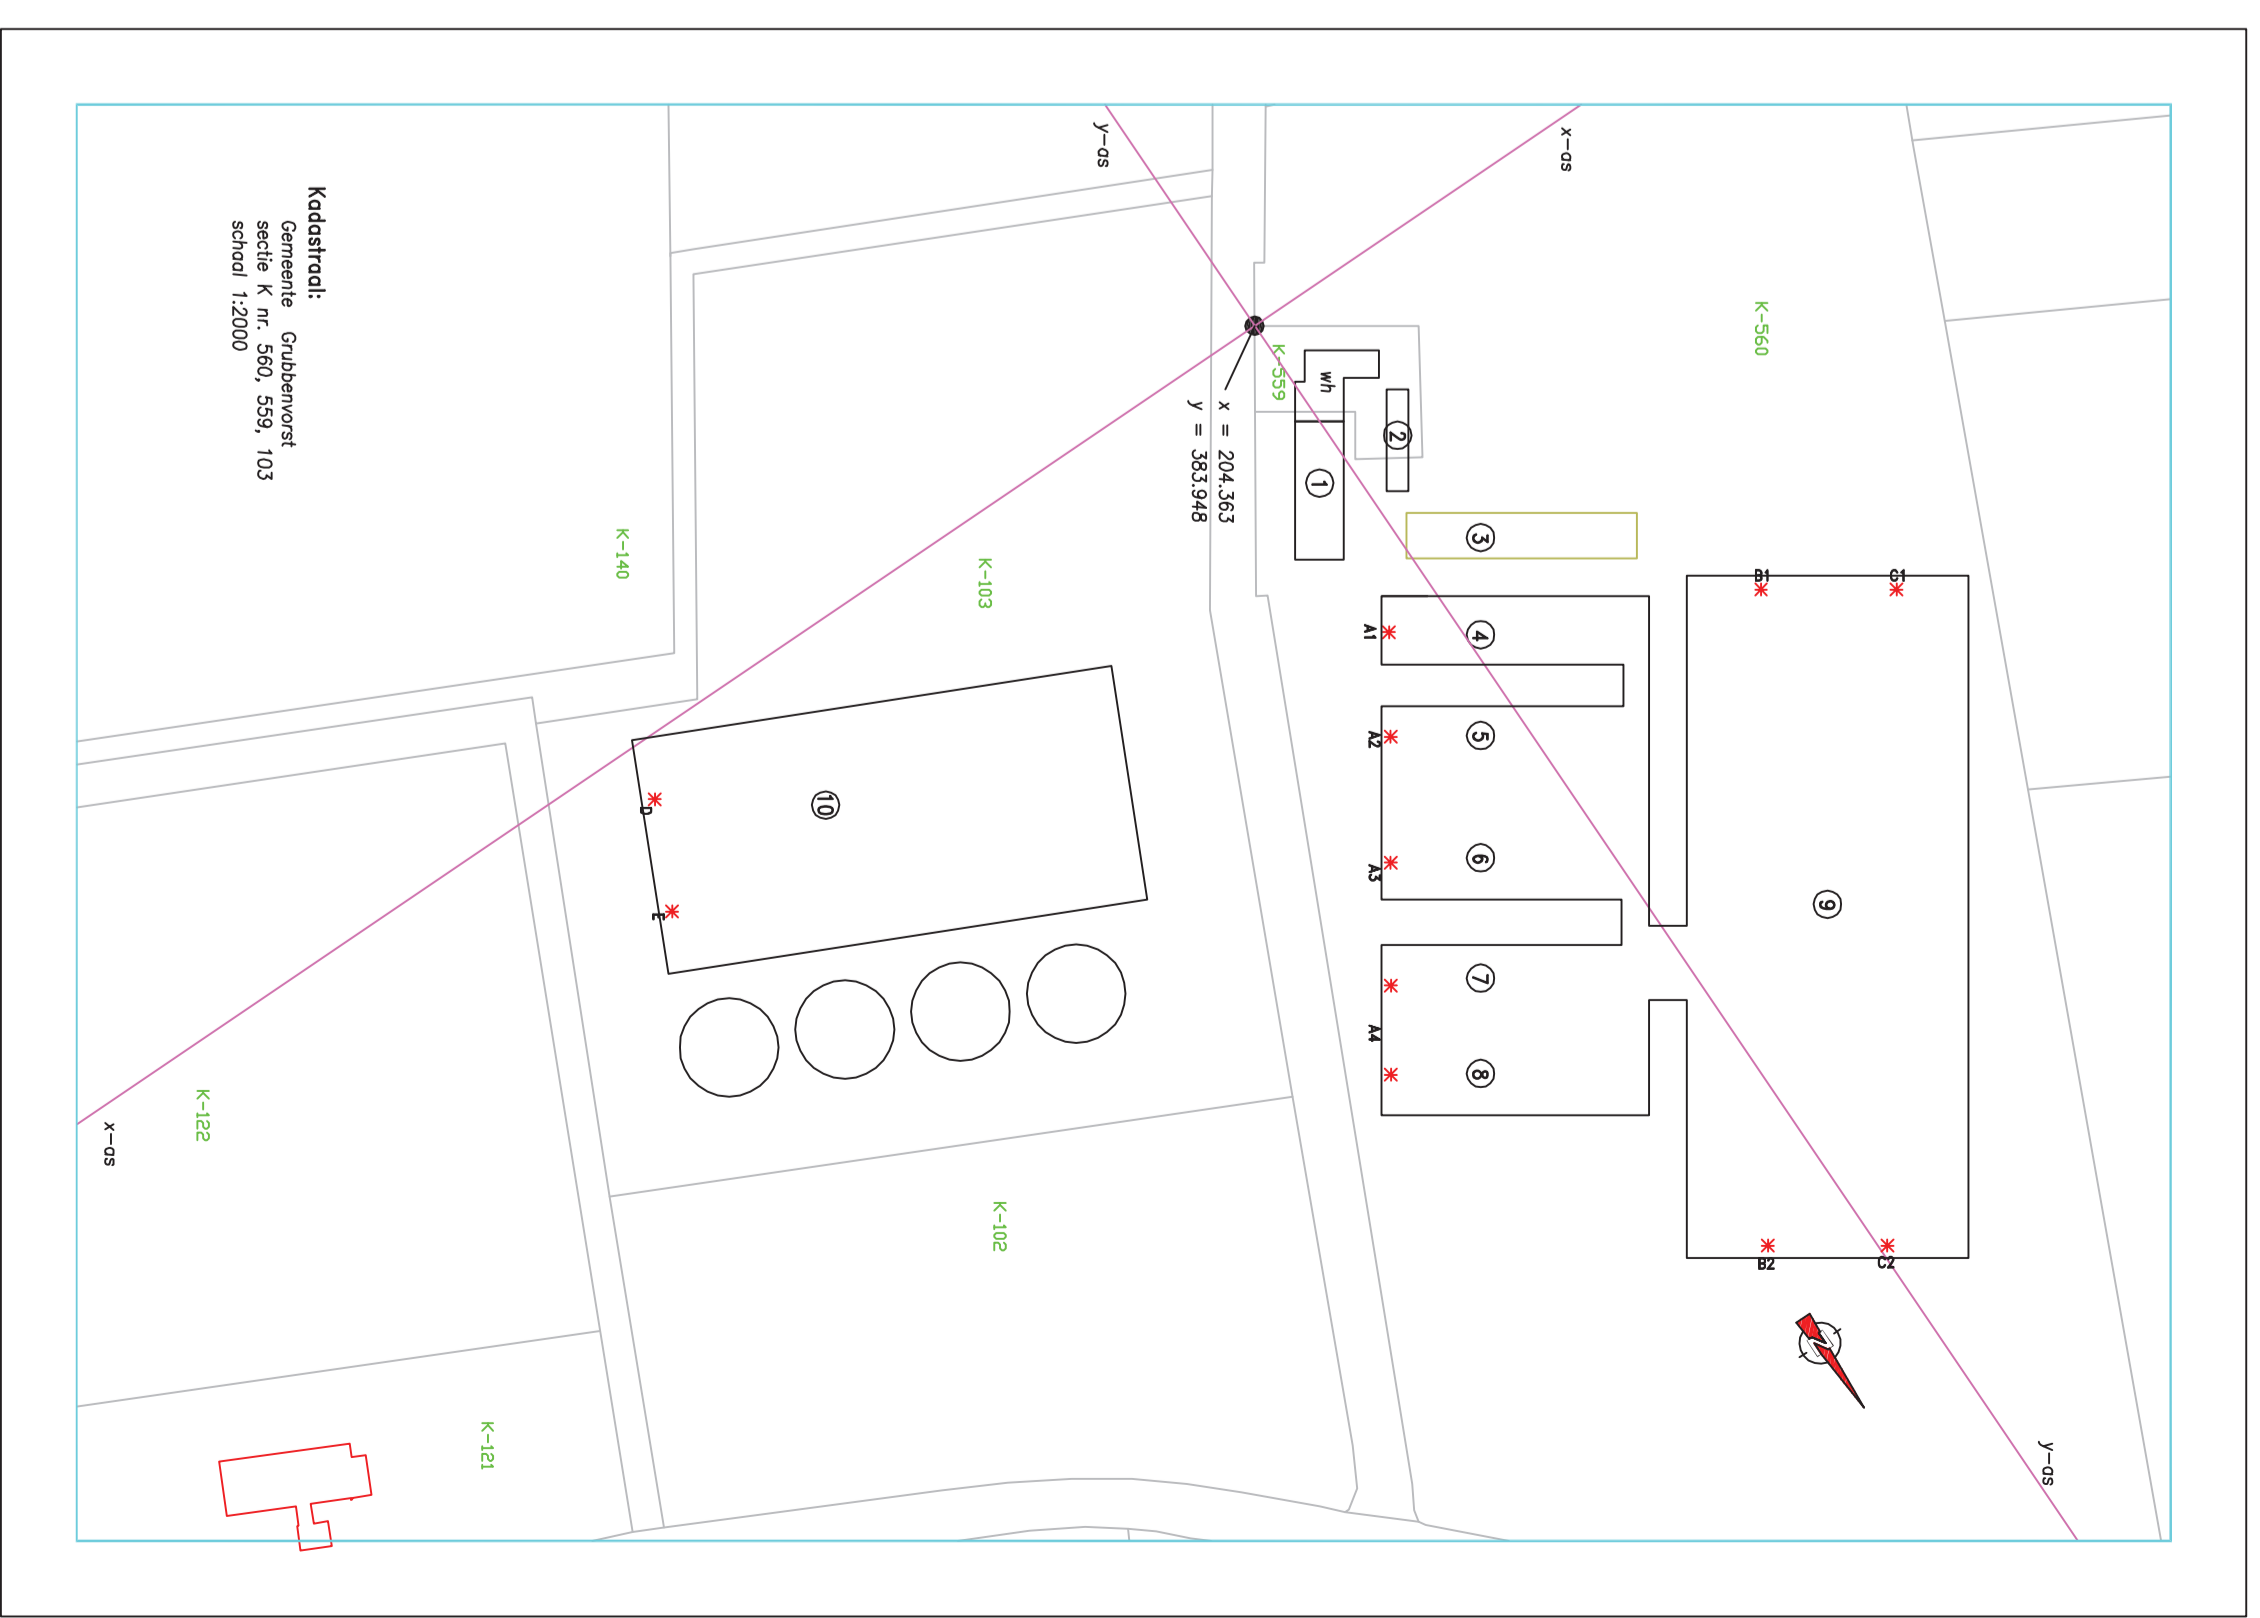 Kadastraal:
Gemeente Grubbenvorst
sectie K nr. 560, 559, 103
schaal 1:2000
y-as
x-as
K-560
K-559
wh
x = 204.363
y = 383.948
1
2
3
4
5
6
7
8
9
10
B1
C1
A1
A2
A3
A4
B2
C2
D
E
K-140
K-103
K-102
K-122
K-121
x-as
y-as